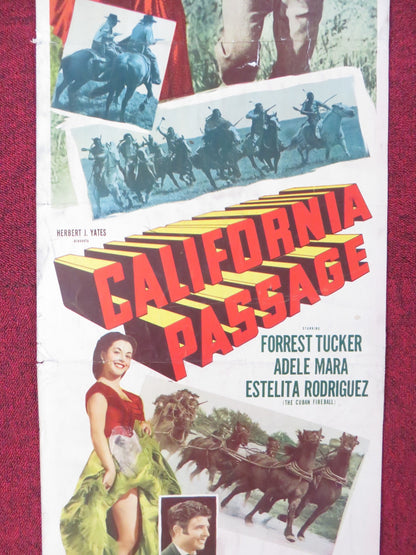 HERBERT J. YATES
presents
CALIFORNIA
PASSAGE
STARRING
FORREST TUCKER
ADELE MARA
ESTELITA RODRIGUEZ
(THE CUBAN FIREBALL)